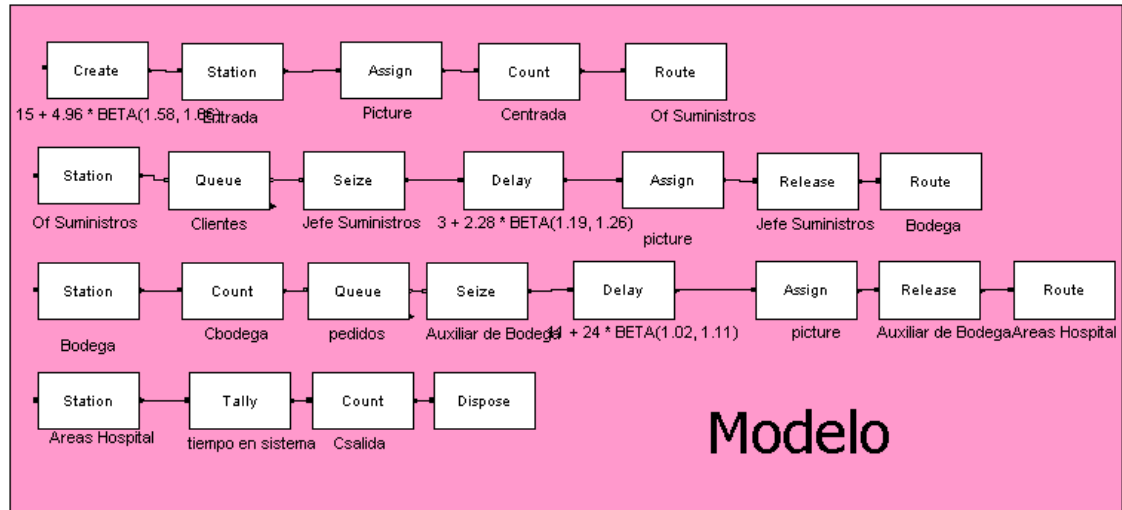 Create Station Assign Count Route
15 + 4.96 * BETA(1.58, 1.86) Entrada Picture Centrada Of Suministros
Station Queue Seize Delay Assign Release Route
Of Suministros Clientes Jefe Suministros 3 + 2.28 * BETA(1.19, 1.26) picture Jefe Suministros Bodega
Station Count Queue Seize Delay Assign Release Route
Bodega Cbodega pedidos Auxiliar de Bodega + 24 * BETA(1.02, 1.11) picture Auxiliar de Bodega Areas Hospital
Station Tally Count Dispose
Areas Hospital tiempo en sistema Csalida
Modelo